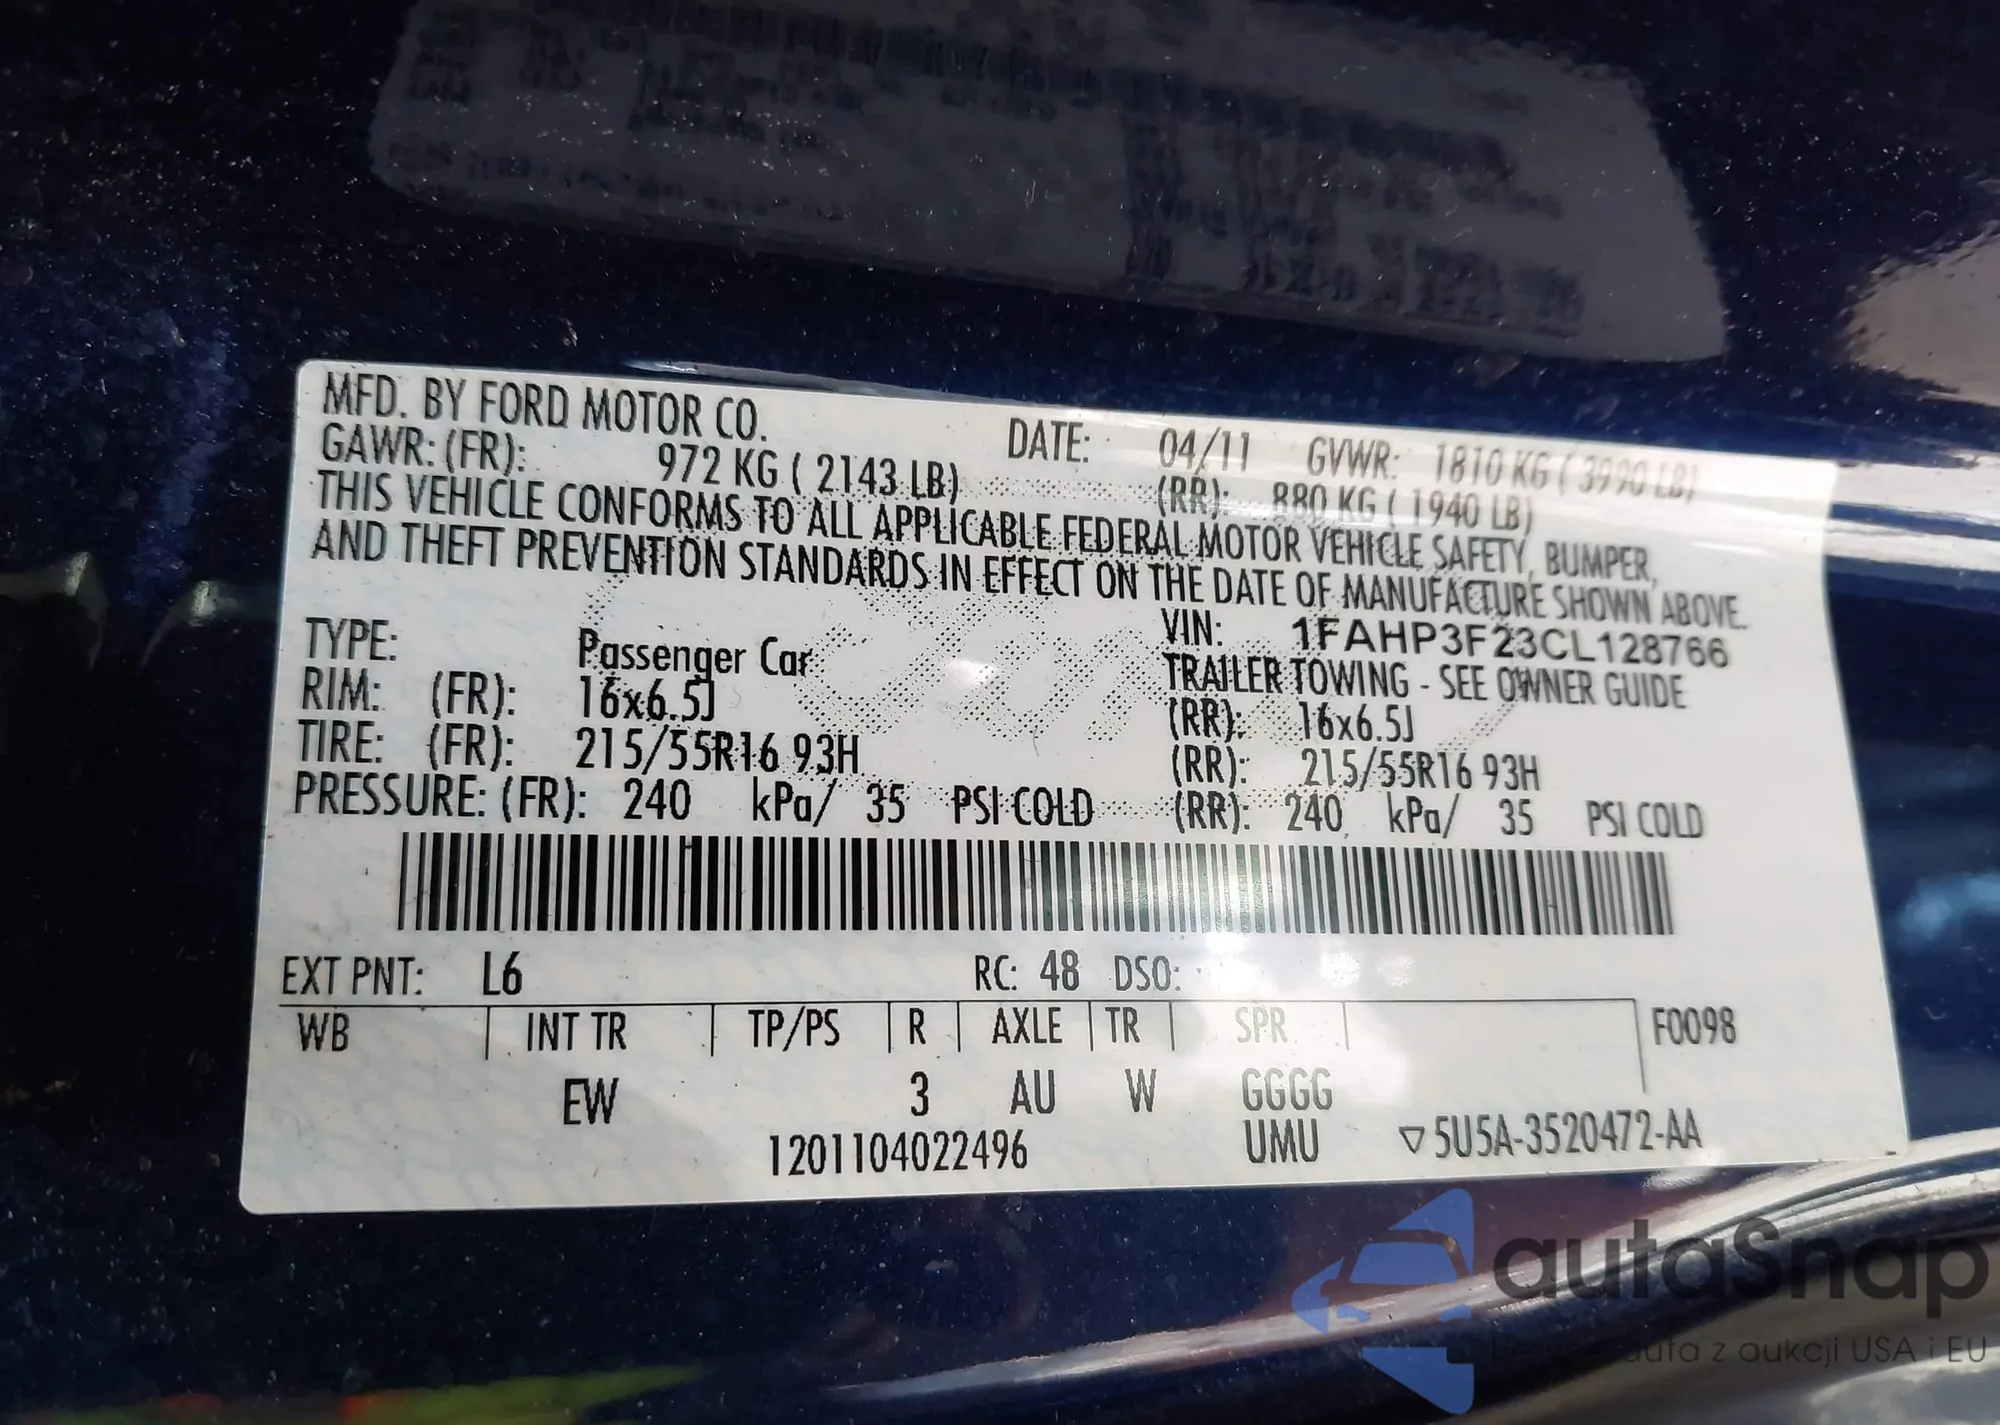 MFD. BY FORD MOTOR CO. DATE: 04/11 GVWR: 1810 KG ( 3990 LB)
GAWR: (FR): 972 KG ( 2143 LB) (RR): 880 KG ( 1940 LB)
THIS VEHICLE CONFORMS TO ALL APPLICABLE FEDERAL MOTOR VEHICLE SAFETY, BUMPER,
AND THEFT PREVENTION STANDARDS IN EFFECT ON THE DATE OF MANUFACTURE SHOWN ABOVE.
VIN: 1FAHP3F23CL128766
TYPE: Passenger Car TRAILER TOWING - SEE OWNER GUIDE
RIM: (FR): 16x6.5J (RR): 16x6.5J
TIRE: (FR): 215/55R16 93H (RR): 215/55R16 93H
PRESSURE: (FR): 240 kPa/ 35 PSI COLD (RR): 240 kPa/ 35 PSI COLD
EXT PNT: L6 RC: 48 DSO:
WB INT TR TP/PS R AXLE TR SPR F0098
EW 3 AU W GGGG
1201104022496 UMU ▽5U5A-3520472-AA
autaSnap
auta z aukcji USA i EU